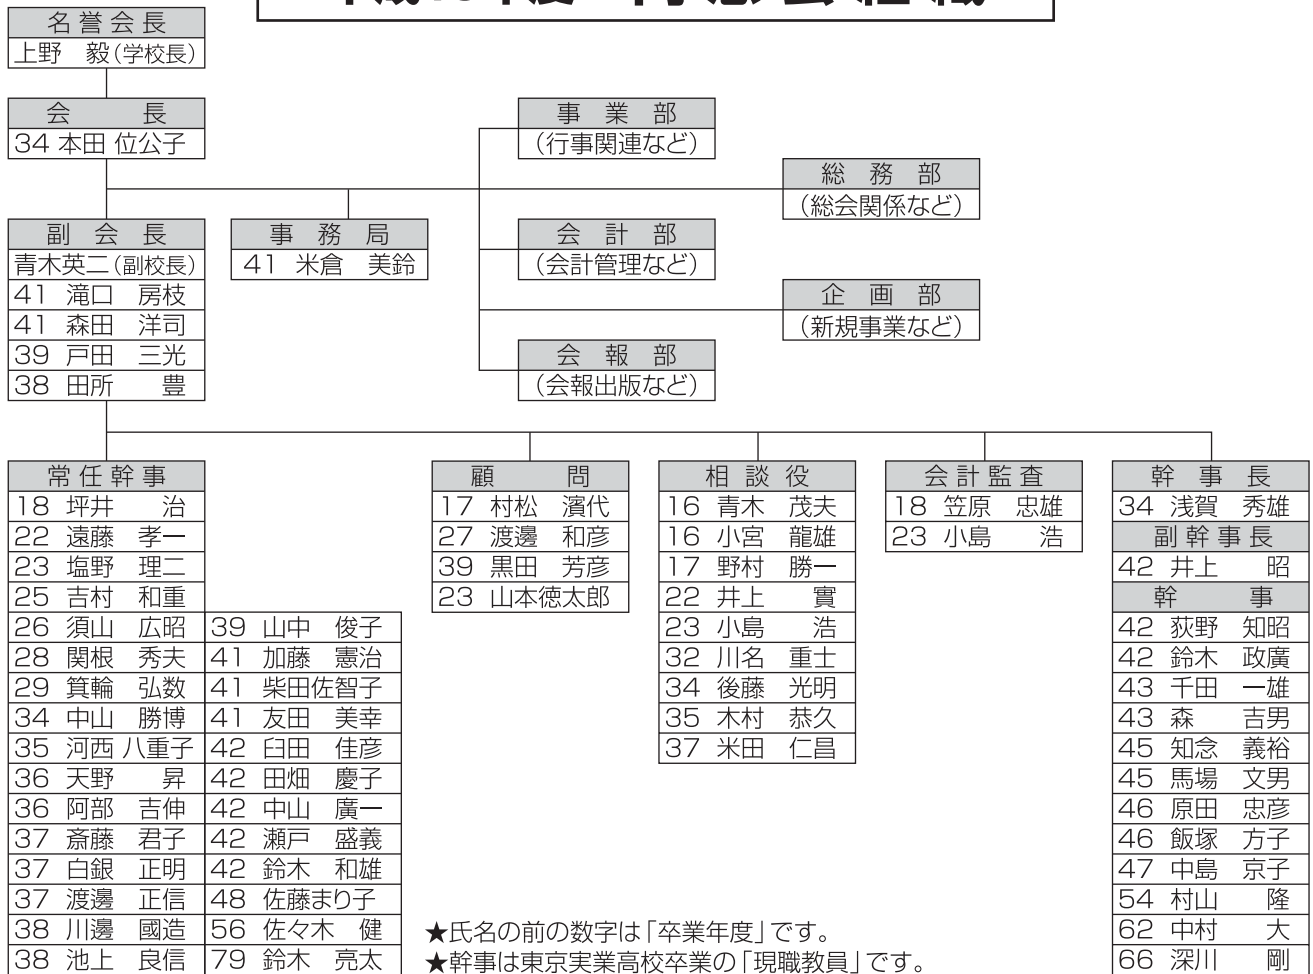 名誉会長
上野 毅(学校長)
会長
34 本田 位公子
事業部
(行事関連など)
総務部
(総会関係など)
副会長
青木英二(副校長)
41 滝口 房枝
41 森田 洋司
39 戸田 三光
38 田所 豊
事務局
41 米倉 美鈴
会計部
(会計管理など)
企画部
(新規事業など)
会報部
(会報出版など)
常任幹事
18 坪井 治
22 遠藤 孝一
23 塩野 理二
25 吉村 和重
26 須山 広昭
28 関根 秀夫
29 箕輪 弘数
34 中山 勝博
35 河西 八重子
36 天野 昇
36 阿部 吉伸
37 斎藤 君子
37 白銀 正明
37 渡邊 正信
38 川邊 國造
38 池上 良信
39 山中 俊子
41 加藤 憲治
41 柴田佐智子
41 友田 美幸
42 臼田 佳彦
42 田畑 慶子
42 中山 廣一
42 瀬戸 盛義
42 鈴木 和雄
48 佐藤まり子
56 佐々木 健
79 鈴木 亮太
顧問
17 村松 濱代
27 渡邊 和彦
39 黒田 芳彦
23 山本徳太郎
相談役
16 青木 茂夫
16 小宮 龍雄
17 野村 勝一
22 井上 實
23 小島 浩
32 川名 重士
34 後藤 光明
35 木村 恭久
37 米田 仁昌
会計監査
18 笠原 忠雄
23 小島 浩
幹事長
34 浅賀 秀雄
副幹事長
42 井上 昭
幹事
42 荻野 知昭
42 鈴木 政廣
43 千田 一雄
43 森 吉男
45 知念 義裕
45 馬場 文男
46 原田 忠彦
46 飯塚 方子
47 中島 京子
54 村山 隆
62 中村 大
66 深川 剛
★氏名の前の数字は「卒業年度」です。
★幹事は東京実業高校卒業の「現職教員」です。